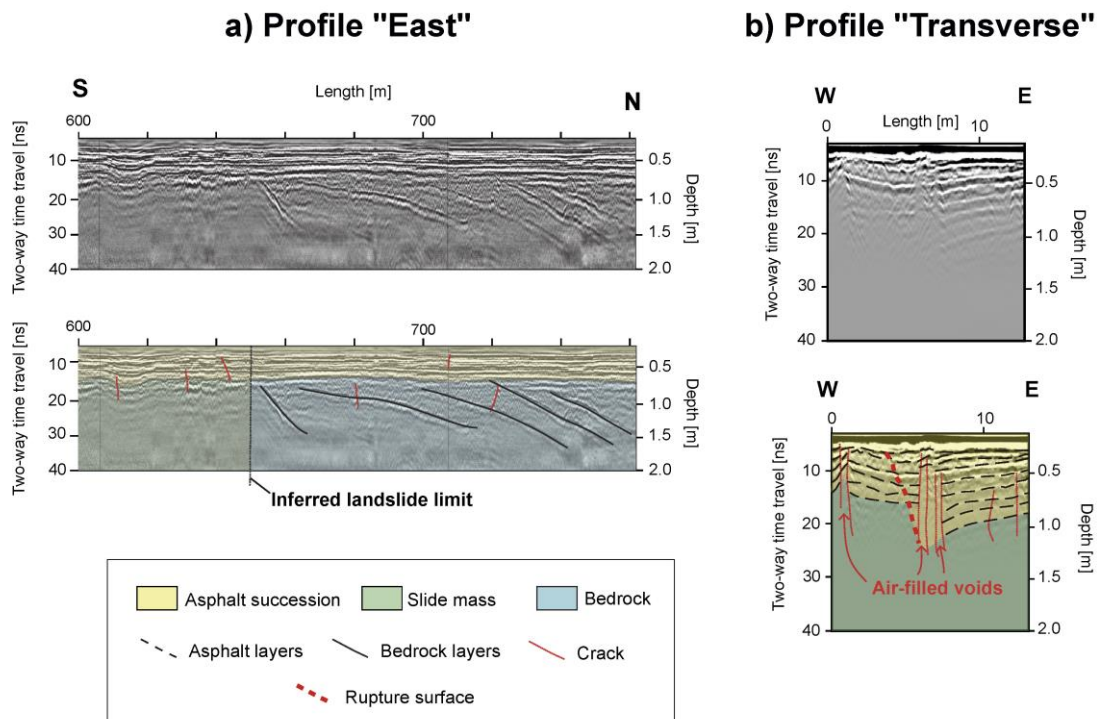 a) Profile "East"
S
N
Length [m]
600
700
Two-way time travel [ns]
10
20
30
40
0.5
1.0
1.5
2.0
Depth [m]
600
700
Two-way time travel [ns]
10
20
30
40
0.5
1.0
1.5
2.0
Depth [m]
Inferred landslide limit
Asphalt succession
Slide mass
Bedrock
Asphalt layers
Bedrock layers
Crack
Rupture surface
b) Profile "Transverse"
W
E
0
Length [m]
10
Two-way time travel [ns]
10
20
30
40
0.5
1.0
1.5
2.0
Depth [m]
W
E
0
10
Two-way time travel [ns]
10
20
30
40
0.5
1.0
1.5
2.0
Depth [m]
Air-filled voids